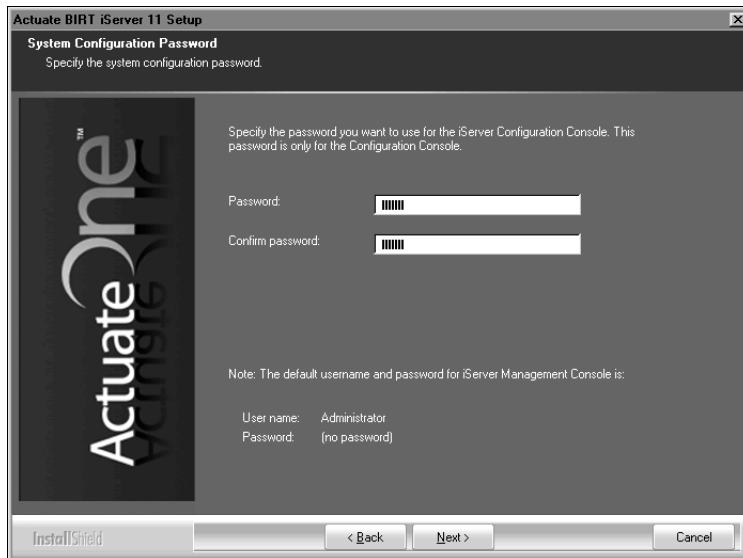 Actuate BIRT iServer 11 Setup
System Configuration Password
Specify the system configuration password.
ActuateOne™
Specify the password you want to use for the iServer Configuration Console. This
password is only for the Configuration Console.
Password:
Confirm password:
Note: The default username and password for iServer Management Console is:
User name: Administrator
Password: (no password)
InstallShield
< Back
Next >
Cancel